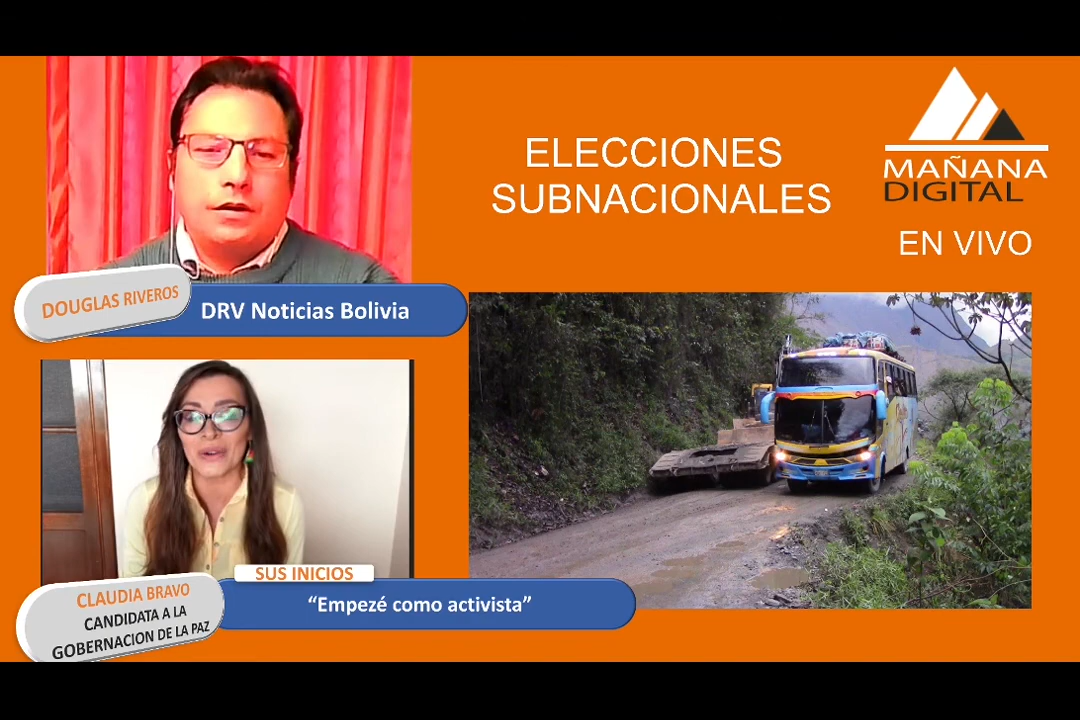 ELECCIONES
SUBNACIONALES
MAÑANA
DIGITAL
EN VIVO
DOUGLAS RIVEROS
DRV Noticias Bolivia
SUS INICIOS
CLAUDIA BRAVO
CANDIDATA A LA
GOBERNACION DE LA PAZ
“Empezé como activista”